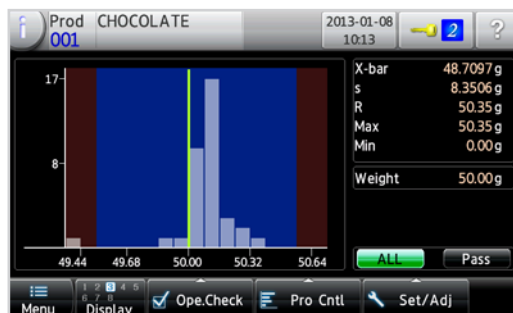 i
Prod CHOCOLATE
001
2013-01-08
10:13
2
?
17
8
49.44 49.68 50.00 50.32 50.64
X-bar 48.7097 g
s 8.3506 g
R 50.35 g
Max 50.35 g
Min 0.00 g
Weight 50.00 g
ALL Pass
Menu
1 2 3 4 5
6 7 8
Display
Ope.Check
Pro Cntl
Set/Adj